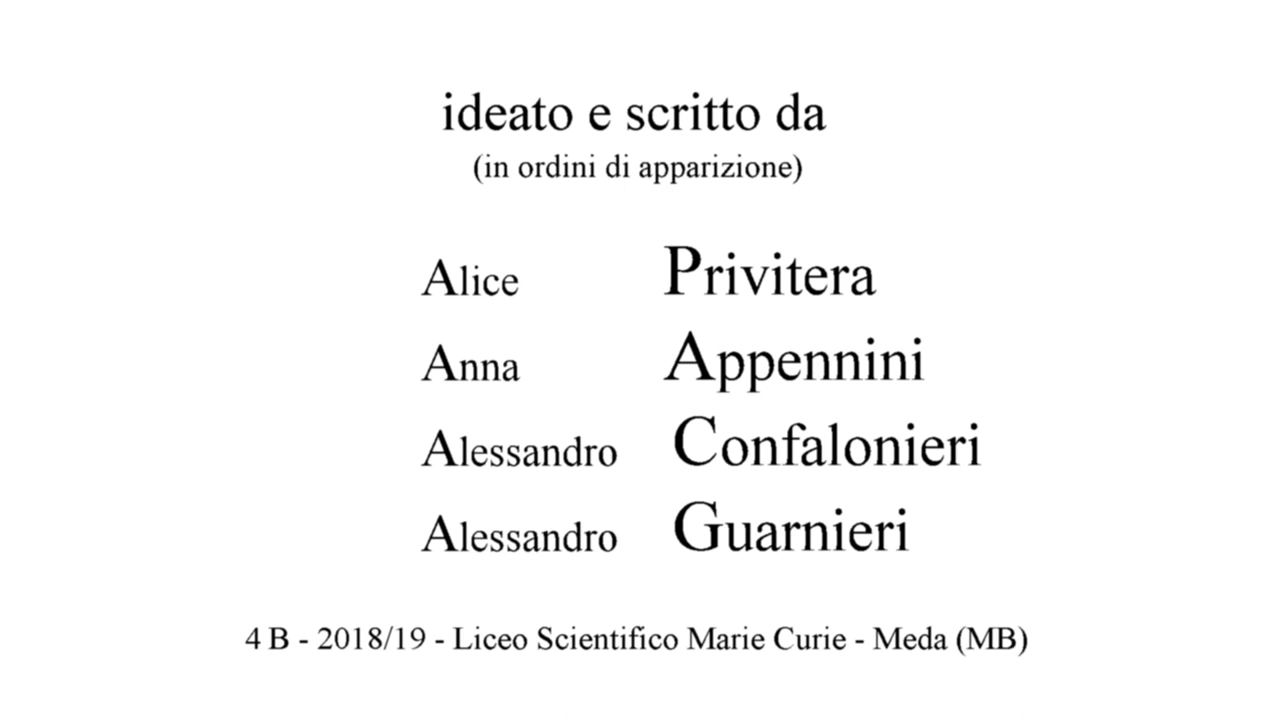 ideato e scritto da
(in ordini di apparizione)
Alice Privitera
Anna Appennini
Alessandro Confalonieri
Alessandro Guarnieri
4 B - 2018/19 - Liceo Scientifico Marie Curie - Meda (MB)